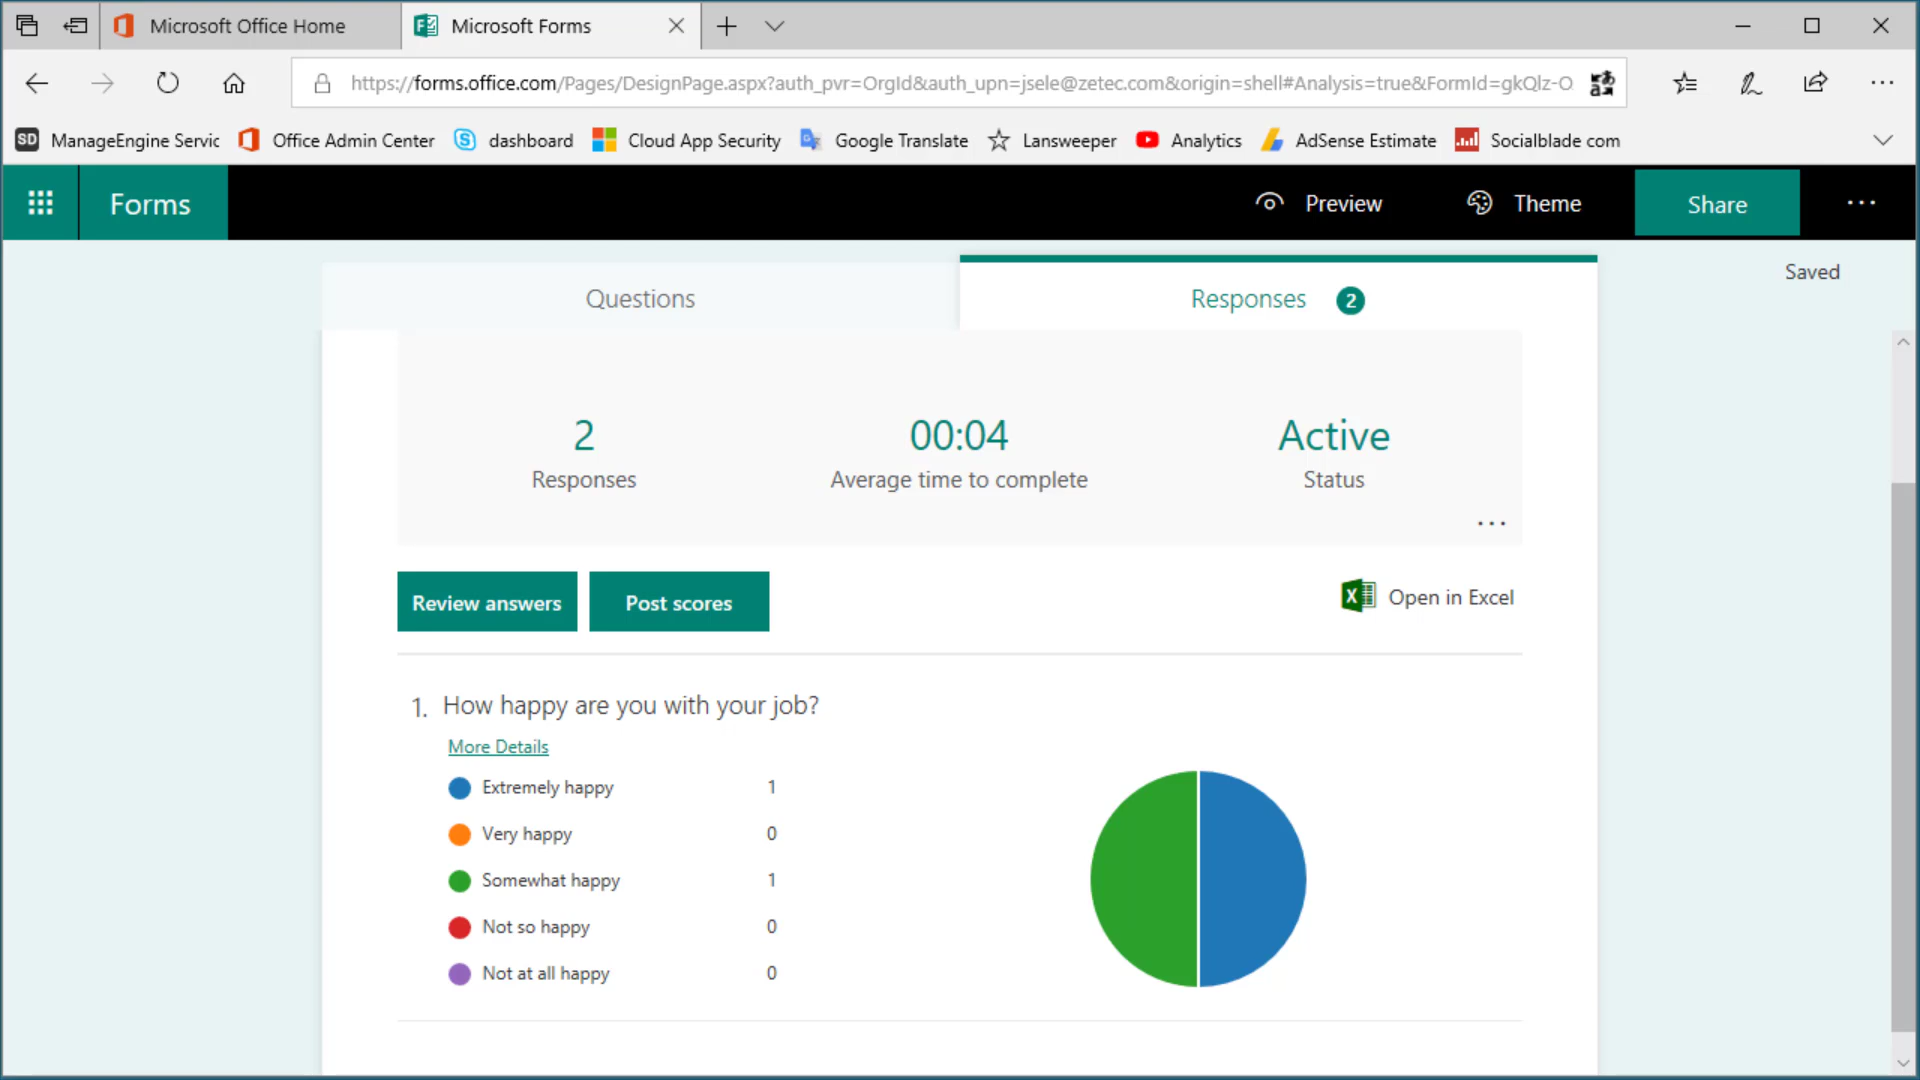 Microsoft Office Home
Microsoft Forms
https://forms.office.com/Pages/DesignPage.aspx?auth_pvr=OrgId&auth_upn=jsele@zetec.com&origin=shell#Analysis=true&FormId=gkQlz-O
SD ManageEngine Servic Office Admin Center dashboard Cloud App Security Google Translate Lansweeper Analytics AdSense Estimate Socialblade com
Forms Preview Theme Share
Saved
Questions Responses 2
2 00:04 Active
Responses Average time to complete Status
Review answers Post scores Open in Excel
1. How happy are you with your job?
More Details
Extremely happy 1
Very happy 0
Somewhat happy 1
Not so happy 0
Not at all happy 0